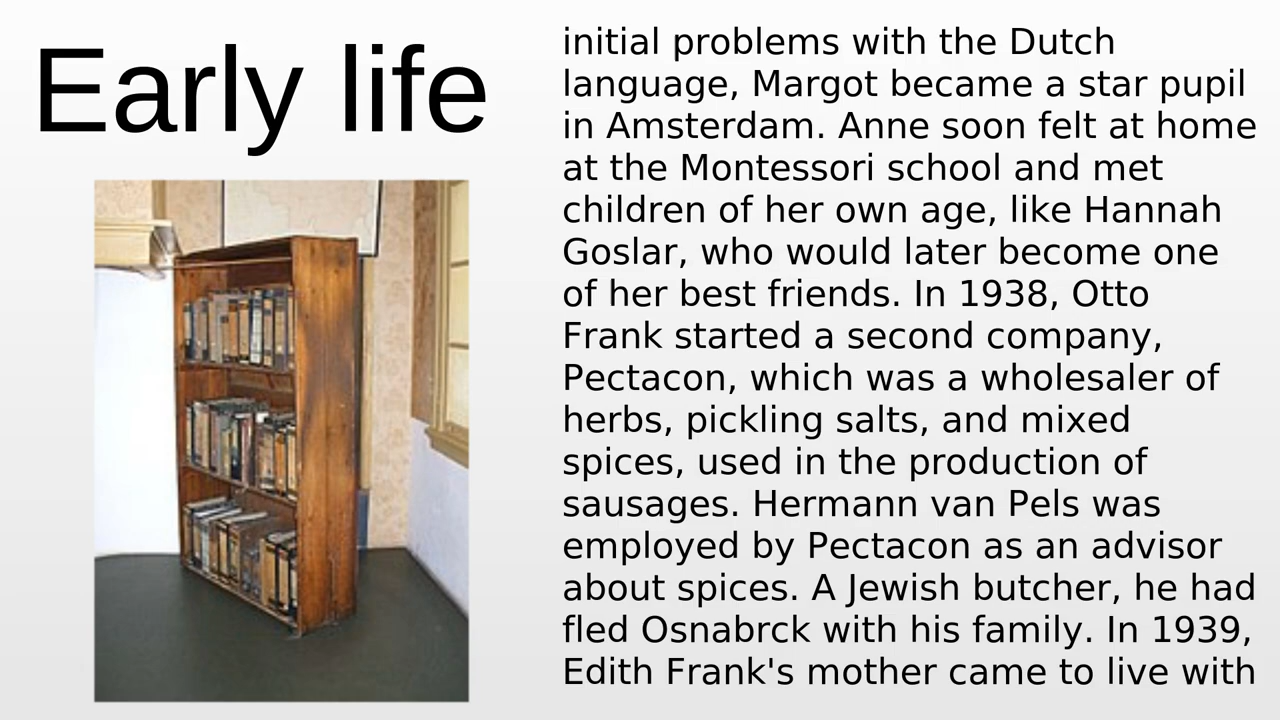 Early life
initial problems with the Dutch
language, Margot became a star pupil
in Amsterdam. Anne soon felt at home
at the Montessori school and met
children of her own age, like Hannah
Goslar, who would later become one
of her best friends. In 1938, Otto
Frank started a second company,
Pectacon, which was a wholesaler of
herbs, pickling salts, and mixed
spices, used in the production of
sausages. Hermann van Pels was
employed by Pectacon as an advisor
about spices. A Jewish butcher, he had
fled Osnabrck with his family. In 1939,
Edith Frank's mother came to live with